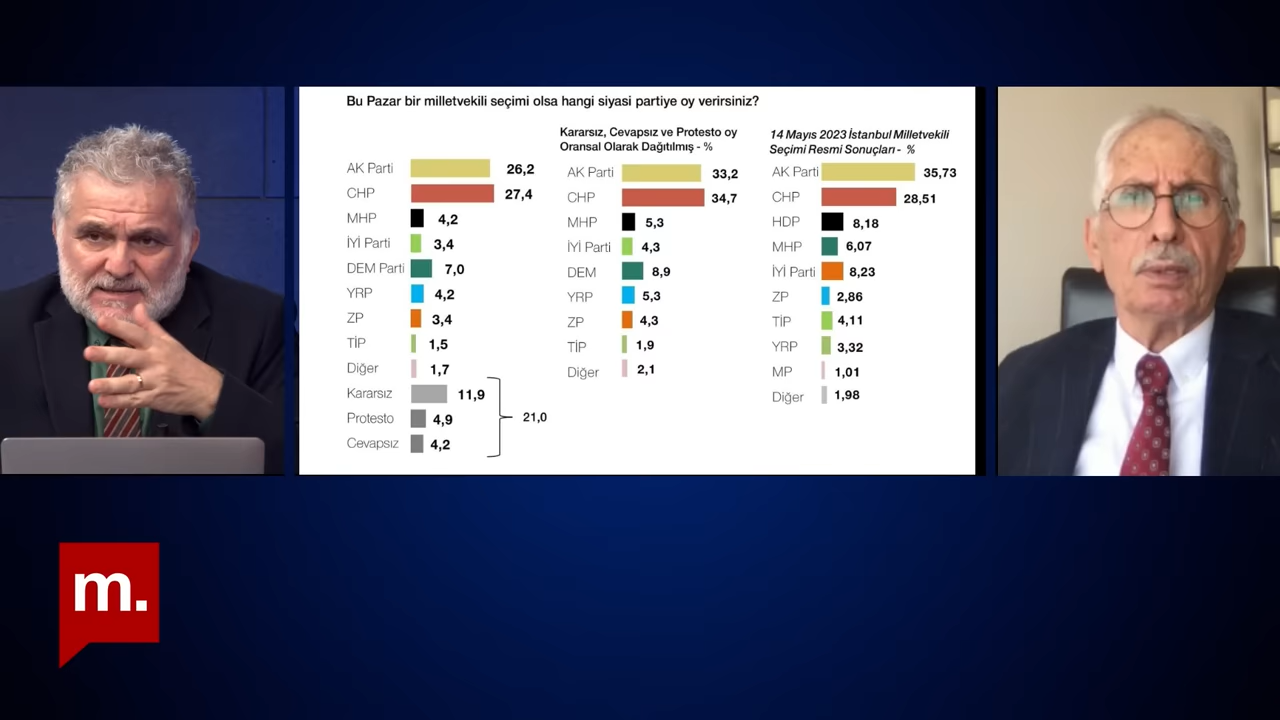 Bu Pazar bir milletvekili seçimi olsa hangi siyasi partiye oy verirsiniz?
AK Parti 26,2
CHP 27,4
MHP 4,2
İYİ Parti 3,4
DEM Parti 7,0
YRP 4,2
ZP 3,4
TİP 1,5
Diğer 1,7
Kararsız 11,9
Protesto 4,9
Cevapsız 4,2
21,0
Kararsız, Cevapsız ve Protesto oy
Oransal Olarak Dağıtılmış - %
AK Parti 33,2
CHP 34,7
MHP 5,3
İYİ Parti 4,3
DEM 8,9
YRP 5,3
ZP 4,3
TİP 1,9
Diğer 2,1
14 Mayıs 2023 İstanbul Milletvekili
Seçimi Resmi Sonuçları - %
AK Parti 35,73
CHP 28,51
HDP 8,18
MHP 6,07
İYİ Parti 8,23
ZP 2,86
TİP 4,11
YRP 3,32
MP 1,01
Diğer 1,98
m.